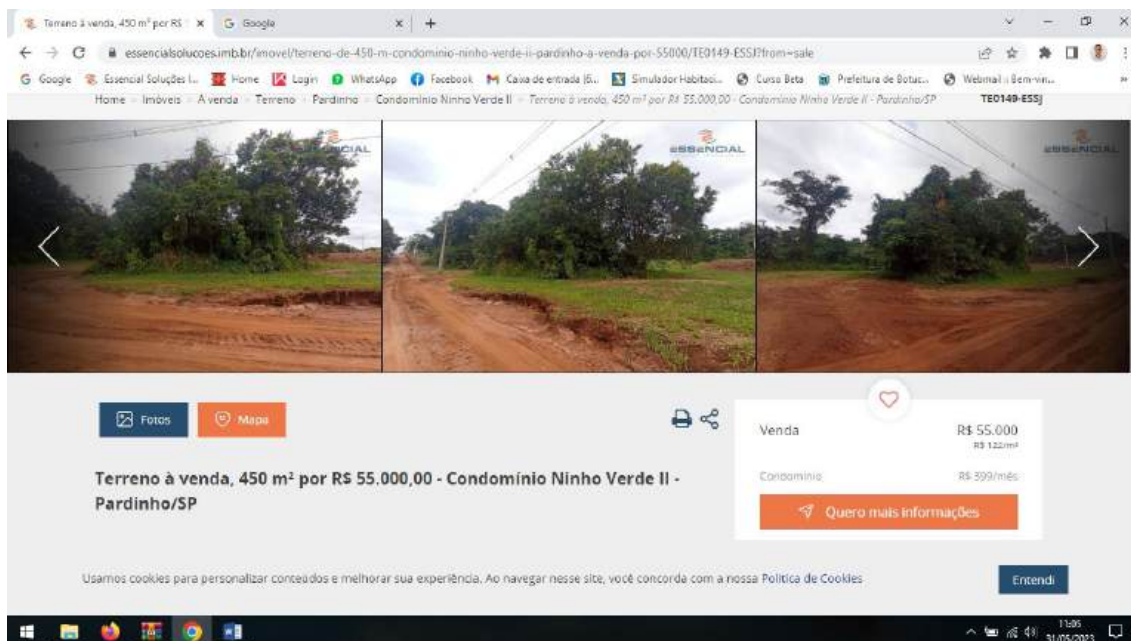 Terreno à venda, 450 m² por R$
Google
essencialsolucoes.imb.br/imovel/terreno-de-450-m-condominio-ninho-verde-ii-pardinho-a-venda-por-55000/TE0149-ESSJ?from=sale
Google Essencial Soluções I... Home Login WhatsApp Facebook Caixa de entrada (6... Simulador Habitaci... Curso Beta Prefeitura de Botuc... Webmail :: Bem-vin...
Home Imóveis A venda Terreno Pardinho Condomínio Ninho Verde II Terreno à venda, 450 m² por R$ 55.000,00 - Condomínio Ninho Verde II - Pardinho/SP TE0149-ESSJ
ESSENCIAL
ESSENCIAL
ESSENCIAL
Fotos Mapa
Venda R$ 55.000
R$ 122/m²
Condomínio R$ 399/mês
Quero mais informações
Terreno à venda, 450 m² por R$ 55.000,00 - Condomínio Ninho Verde II -
Pardinho/SP
Usamos cookies para personalizar conteúdos e melhorar sua experiência. Ao navegar nesse site, você concorda com a nossa Política de Cookies
Entendi
11:05
31/05/2023